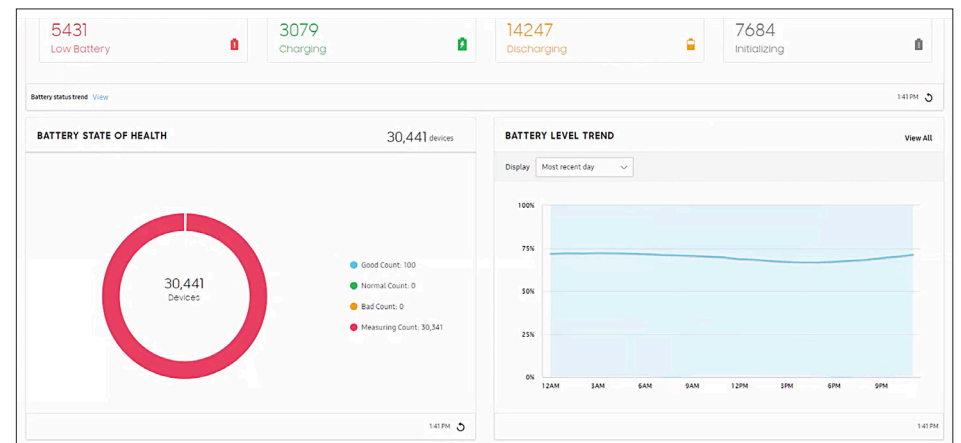 5431
Low Battery
3079
Charging
14247
Discharging
7684
Initializing
Battery status trend View
1:41 PM
BATTERY STATE OF HEALTH
30,441 devices
30,441
Devices
Good Count: 100
Normal Count: 0
Bad Count: 0
Measuring Count: 30,341
1:41 PM
BATTERY LEVEL TREND
View All
Display Most recent day
100%
75%
50%
25%
0%
12AM 3AM 6AM 9AM 12PM 3PM 6PM 9PM
1:41 PM